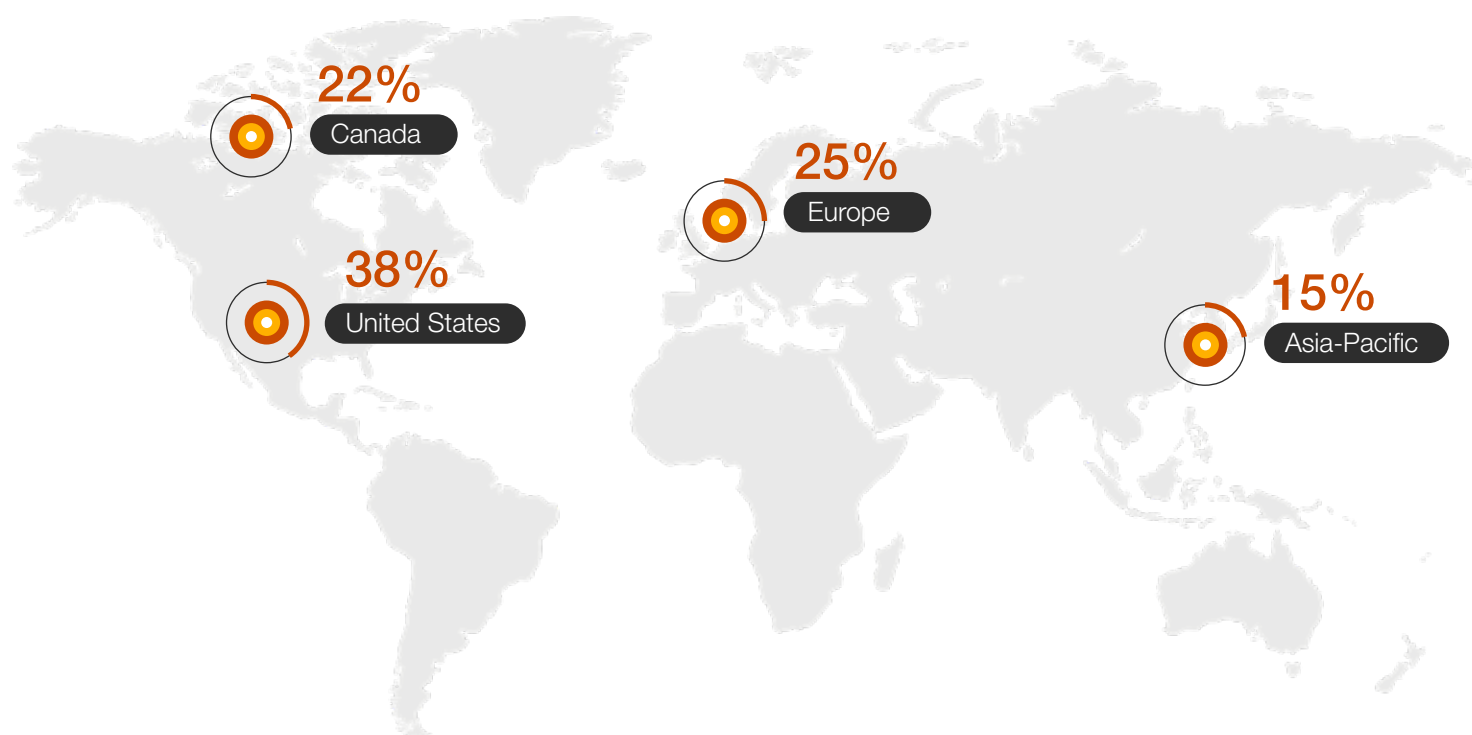 22%
Canada
38%
United States
25%
Europe
15%
Asia-Pacific